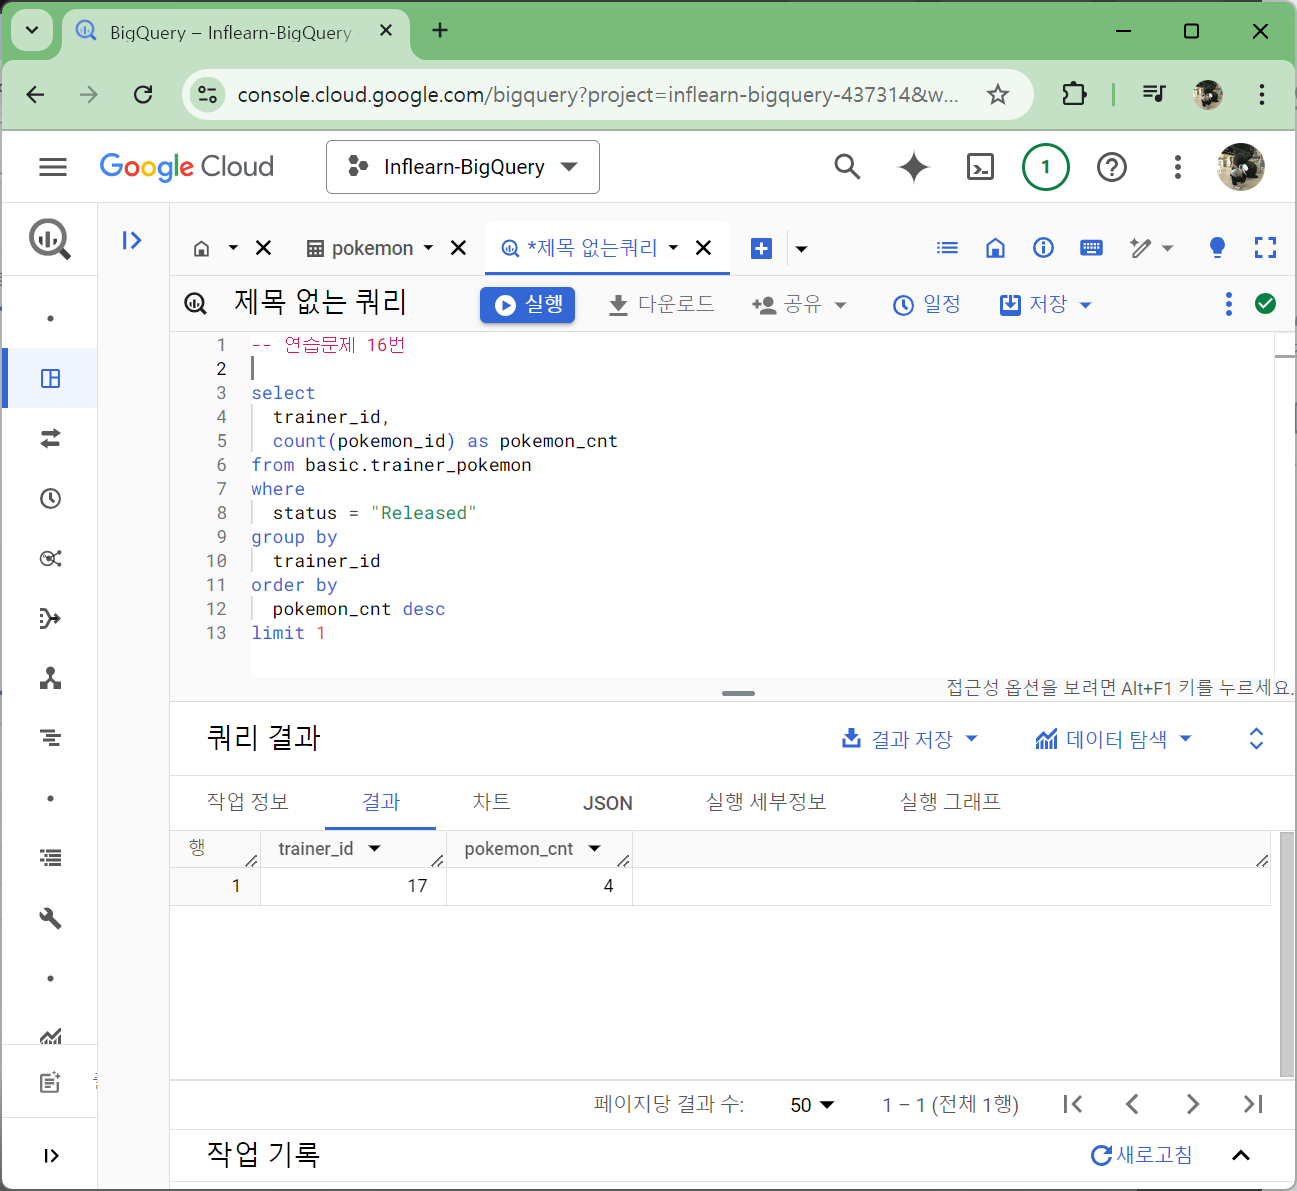 BigQuery – Inflearn-BigQuery
console.cloud.google.com/bigquery?project=inflearn-bigquery-437314&w...
Google Cloud
Inflearn-BigQuery
1
pokemon
*제목 없는쿼리
제목 없는 쿼리
실행
다운로드
공유
일정
저장
1 -- 연습문제 16번
2
3 select
4 trainer_id,
5 count(pokemon_id) as pokemon_cnt
6 from basic.trainer_pokemon
7 where
8 status = "Released"
9 group by
10 trainer_id
11 order by
12 pokemon_cnt desc
13 limit 1
접근성 옵션을 보려면 Alt+F1 키를 누르세요.
쿼리 결과
결과 저장
데이터 탐색
작업 정보
결과
차트
JSON
실행 세부정보
실행 그래프
행 trainer_id pokemon_cnt
1 17 4
페이지당 결과 수: 50 1 – 1 (전체 1행)
작업 기록
새로고침